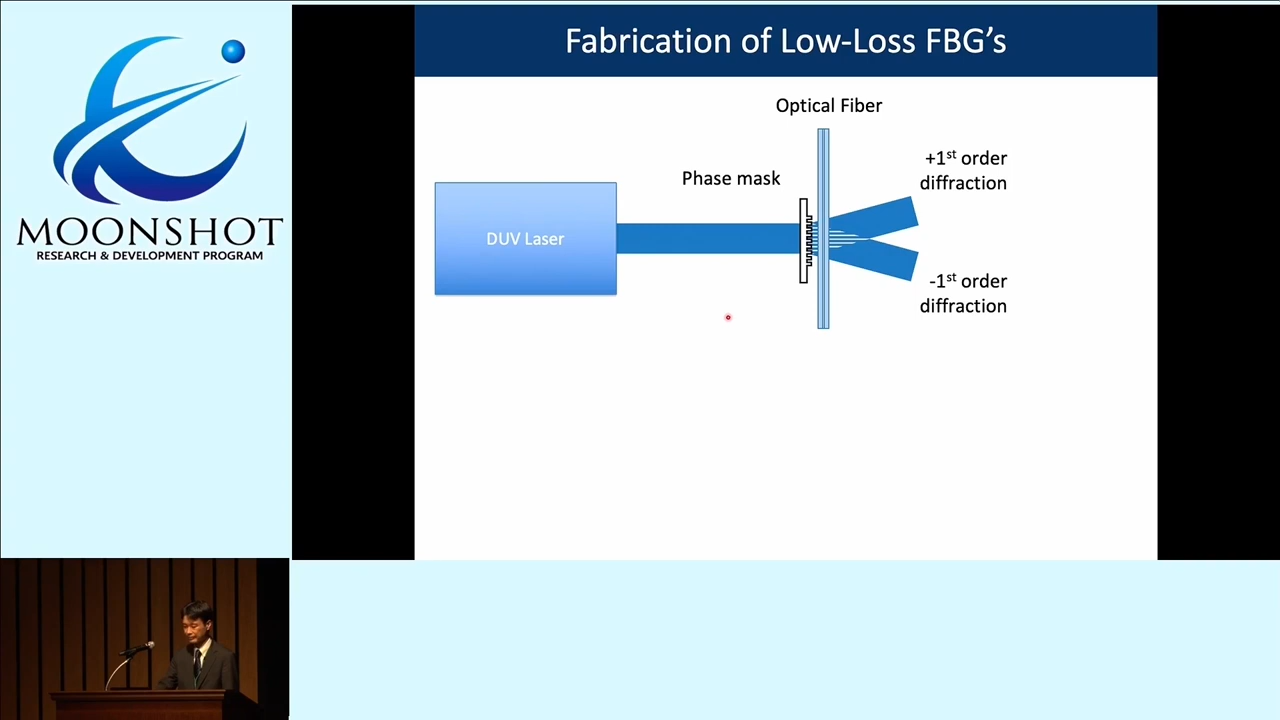 Fabrication of Low-Loss FBG's
Optical Fiber
Phase mask
+1st order
diffraction
DUV Laser
-1st order
diffraction
MOONSHOT
RESEARCH & DEVELOPMENT PROGRAM